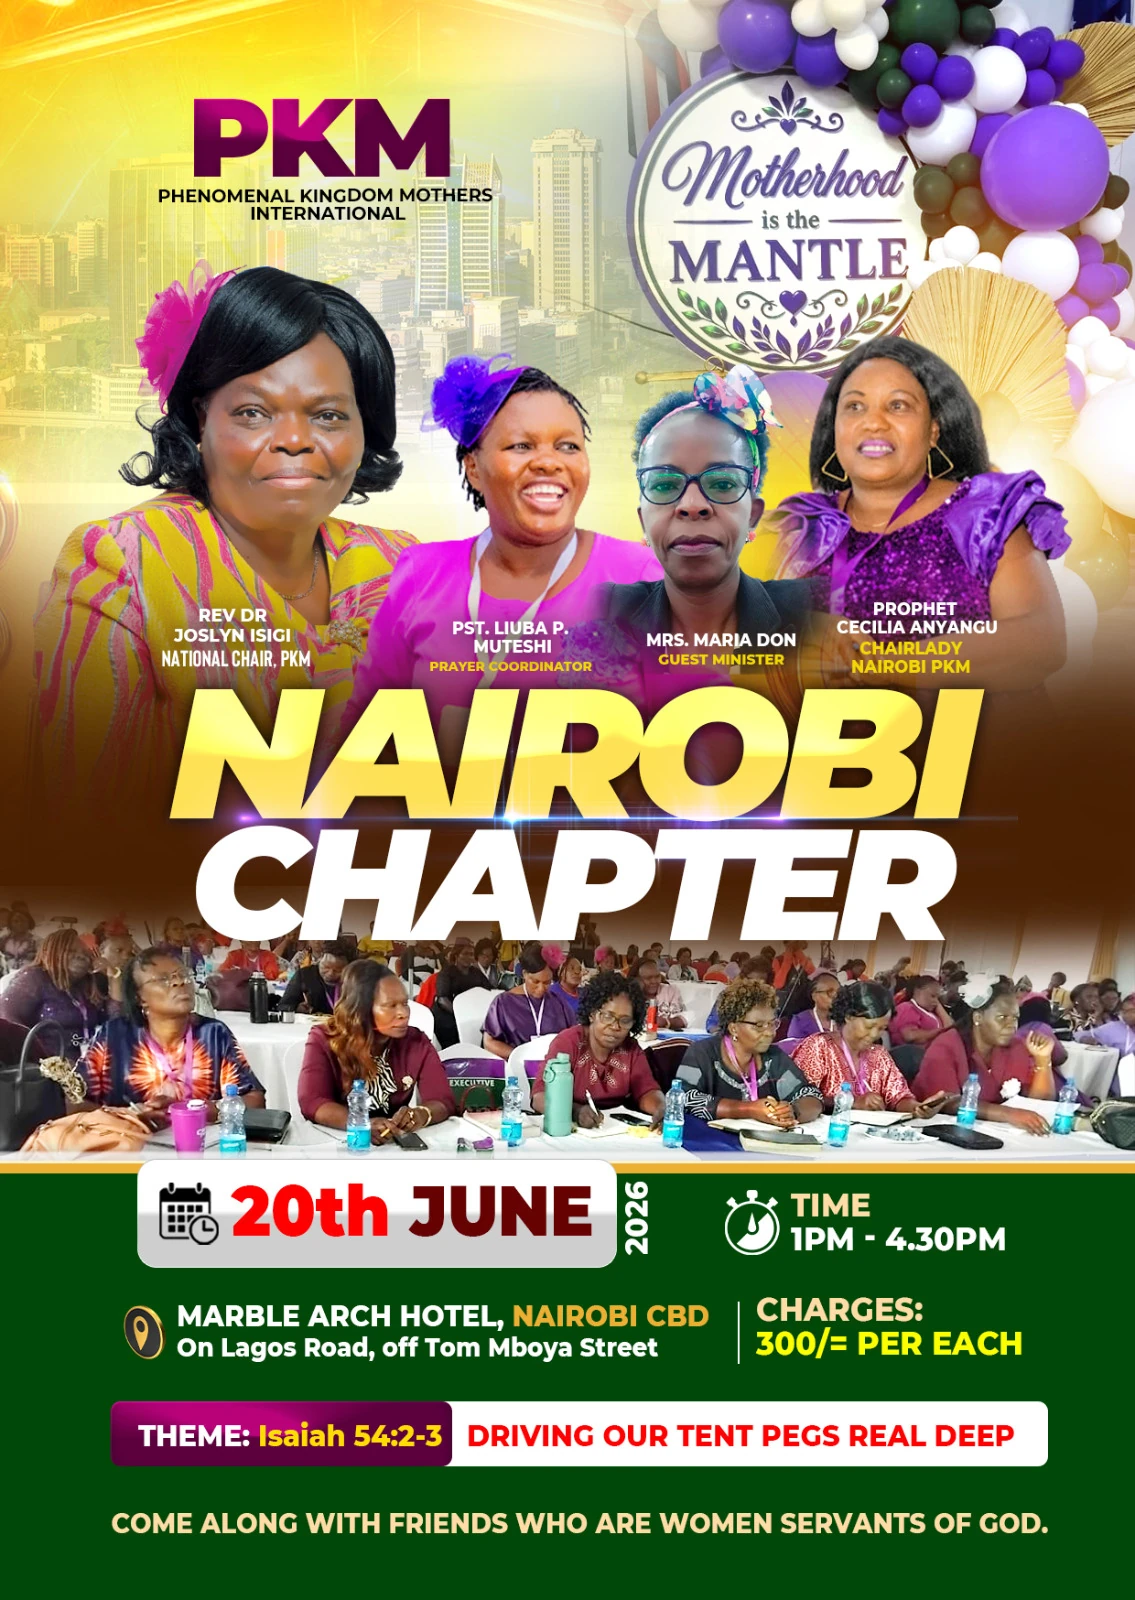 PKM
PHENOMENAL KINGDOM MOTHERS
INTERNATIONAL
Motherhood
is the
MANTLE
REV DR
JOSLYN ISIGI
NATIONAL CHAIR, PKM
PST. LIUBA P.
MUTESHI
PRAYER COORDINATOR
MRS. MARIA DON
GUEST MINISTER
PROPHET
CECILIA ANYANGU
CHAIRLADY
NAIROBI PKM
NAIROBI
CHAPTER
EXECUTIVE
20th JUNE
2026
TIME
1PM - 4.30PM
MARBLE ARCH HOTEL, NAIROBI CBD
On Lagos Road, off Tom Mboya Street
CHARGES:
300/= PER EACH
THEME: Isaiah 54:2-3
DRIVING OUR TENT PEGS REAL DEEP
COME ALONG WITH FRIENDS WHO ARE WOMEN SERVANTS OF GOD.